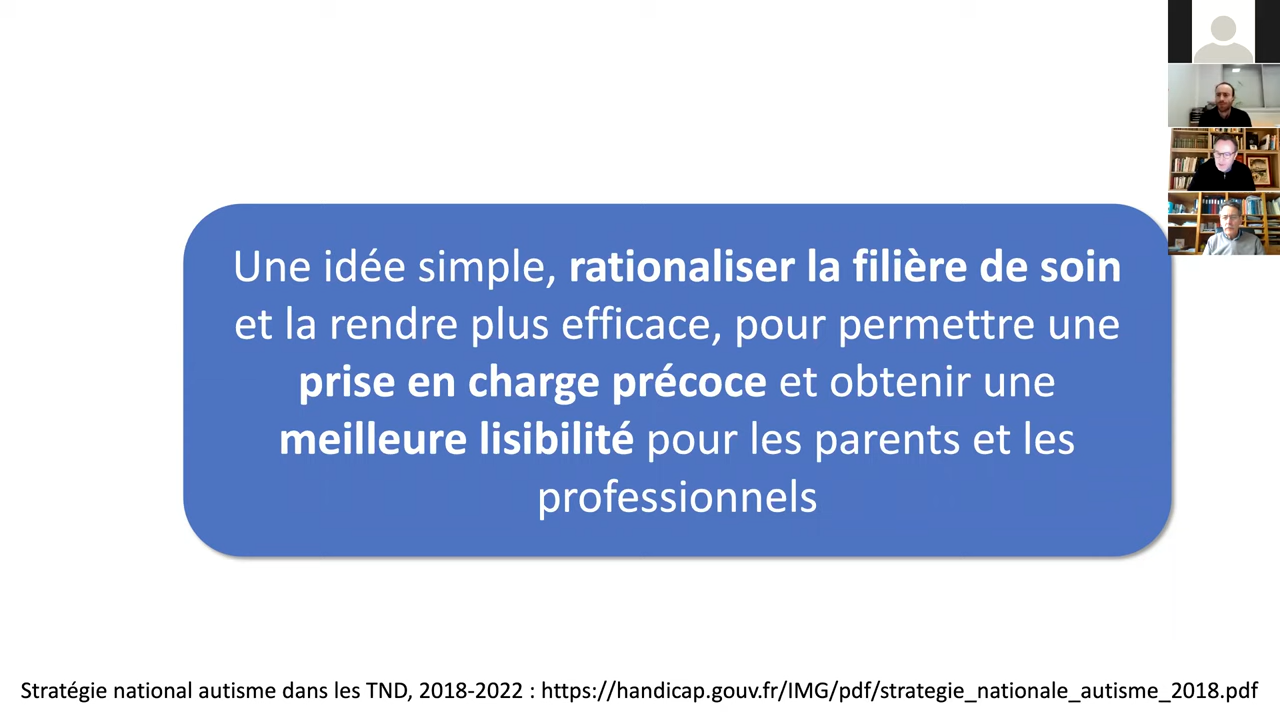 Une idée simple, rationaliser la filière de soin
et la rendre plus efficace, pour permettre une
prise en charge précoce et obtenir une
meilleure lisibilité pour les parents et les
professionnels
Stratégie national autisme dans les TND, 2018-2022 : https://handicap.gouv.fr/IMG/pdf/strategie_nationale_autisme_2018.pdf